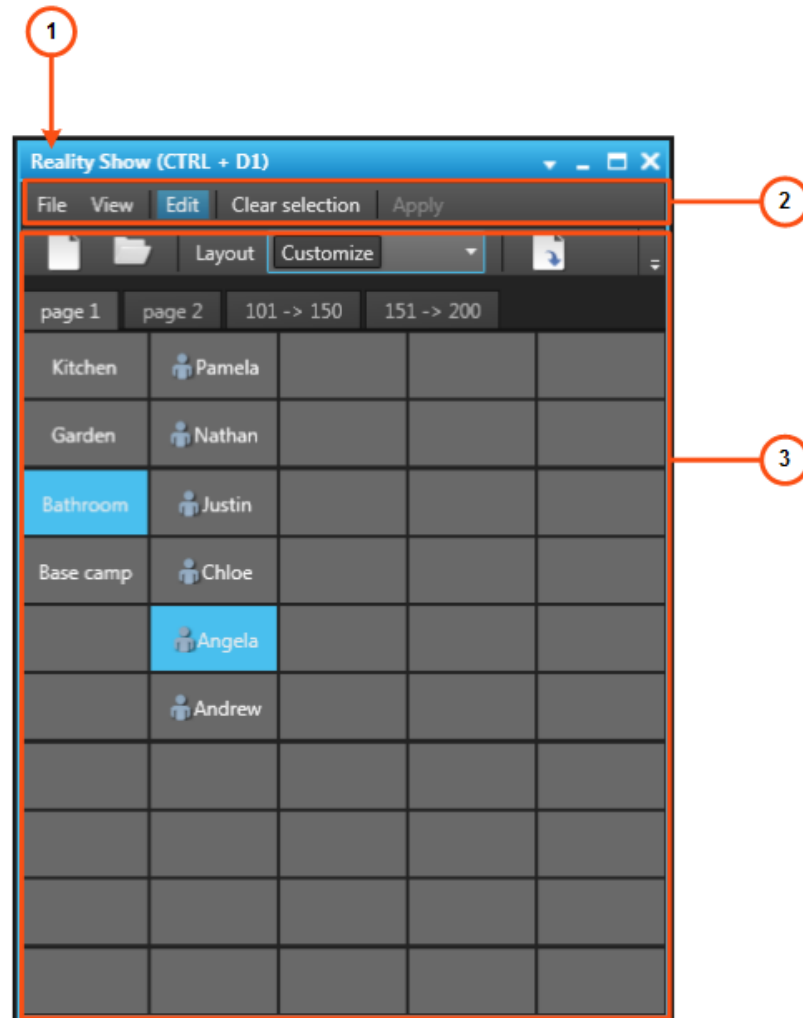 1
Reality Show (CTRL + D1)
File View Edit Clear selection Apply
2
Layout Customize
page 1 page 2 101 -> 150 151 -> 200
Kitchen Pamela
Garden Nathan
3
Bathroom Justin
Base camp Chloe
Angela
Andrew